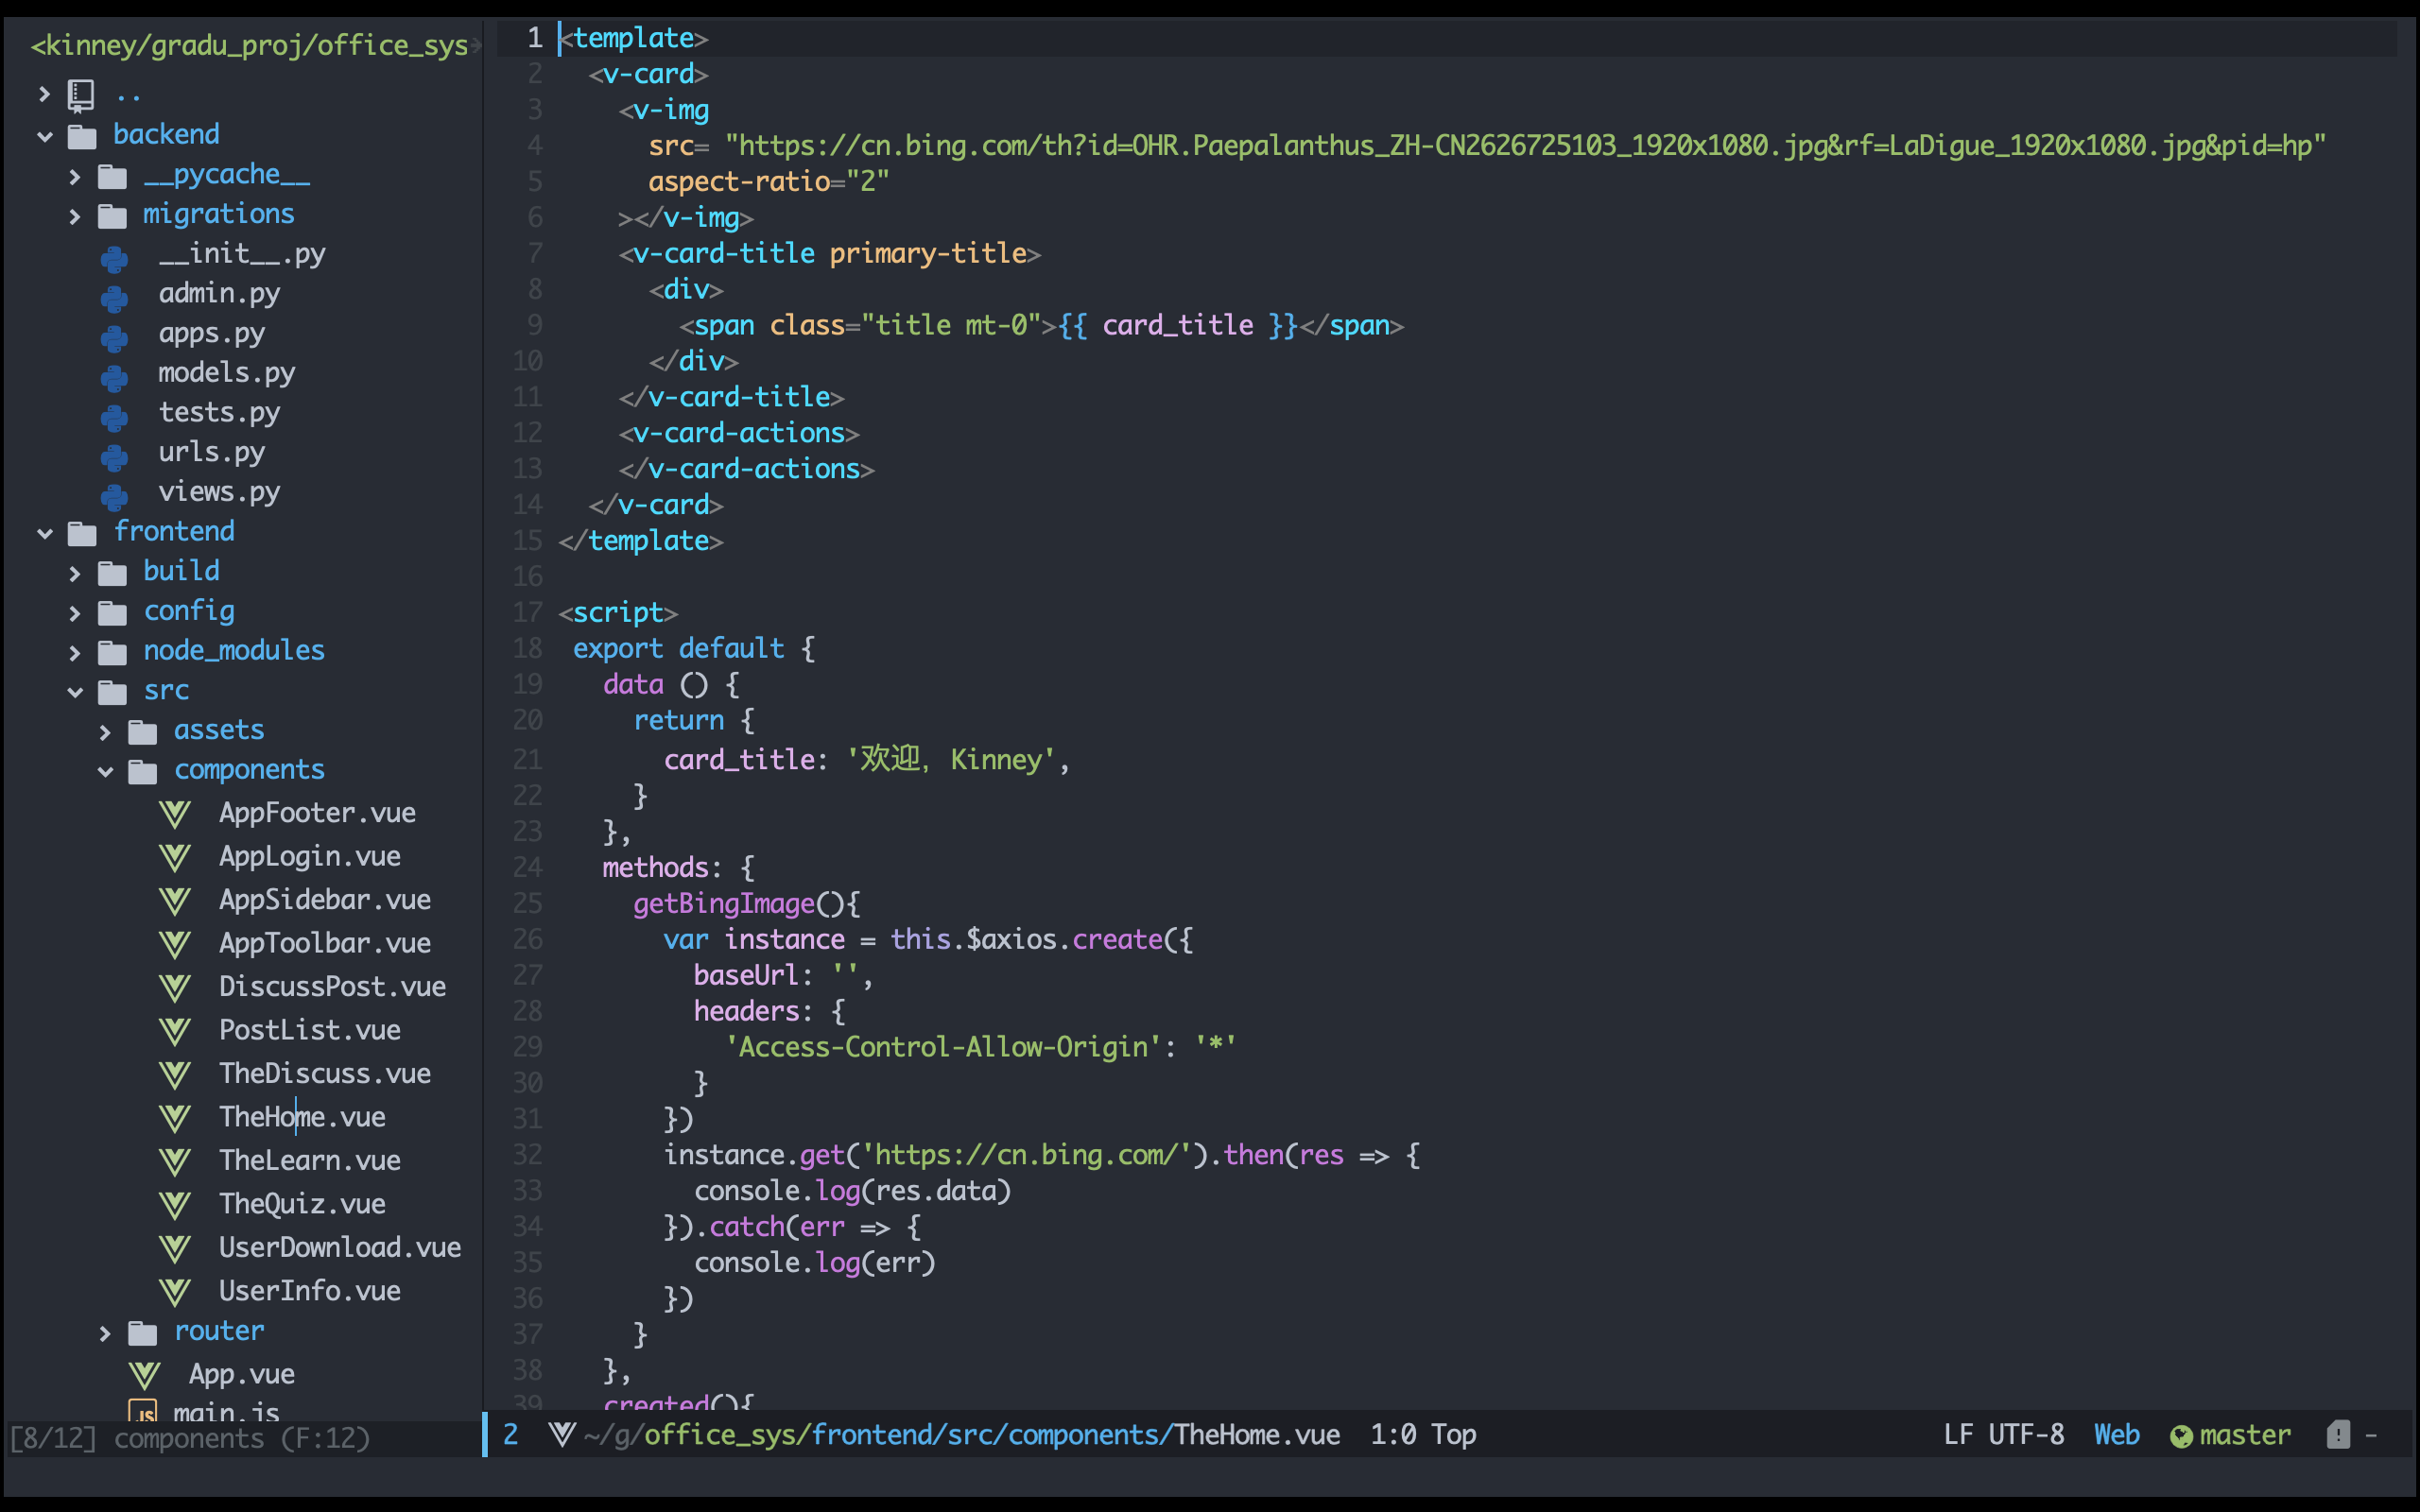 <kinney/gradu_proj/office_sys
..
backend
__pycache__
migrations
__init__.py
admin.py
apps.py
models.py
tests.py
urls.py
views.py
frontend
build
config
node_modules
src
assets
components
AppFooter.vue
AppLogin.vue
AppSidebar.vue
AppToolbar.vue
DiscussPost.vue
PostList.vue
TheDiscuss.vue
TheHome.vue
TheLearn.vue
TheQuiz.vue
UserDownload.vue
UserInfo.vue
router
App.vue
JS main.js
[8/12] components (F:12)
1 <template>
2   <v-card>
3     <v-img
4       src= "https://cn.bing.com/th?id=OHR.Paepalanthus_ZH-CN2626725103_1920x1080.jpg&rf=LaDigue_1920x1080.jpg&pid=hp"
5       aspect-ratio="2"
6     ></v-img>
7     <v-card-title primary-title>
8       <div>
9         <span class="title mt-0">{{ card_title }}</span>
10       </div>
11     </v-card-title>
12     <v-card-actions>
13     </v-card-actions>
14   </v-card>
15 </template>
16
17 <script>
18  export default {
19    data () {
20      return {
21        card_title: '欢迎, Kinney',
22      }
23    },
24    methods: {
25      getBingImage(){
26        var instance = this.$axios.create({
27          baseUrl: '',
28          headers: {
29            'Access-Control-Allow-Origin': '*'
30          }
31        })
32        instance.get('https://cn.bing.com/').then(res => {
33          console.log(res.data)
34        }).catch(err => {
35          console.log(err)
36        })
37      }
38    },
39    created(){
2 ~/g/office_sys/frontend/src/components/TheHome.vue 1:0 Top LF UTF-8 Web master ! -